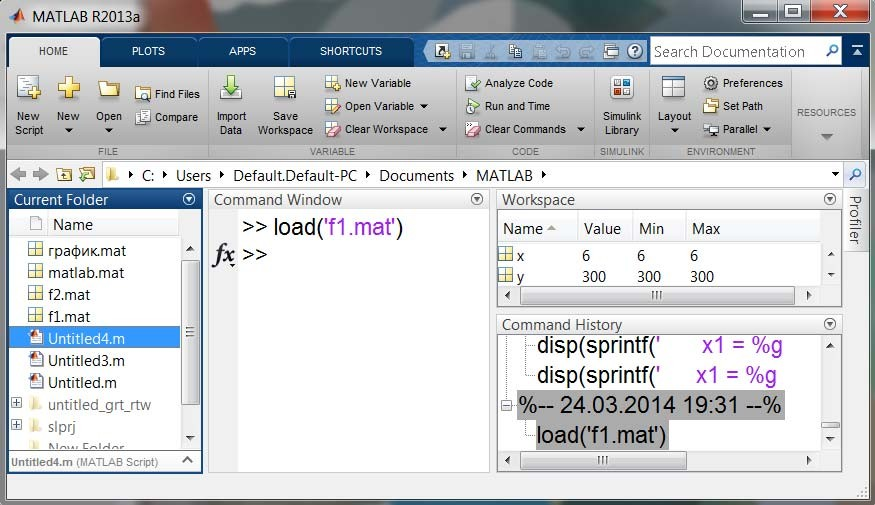 MATLAB R2013a
HOME PLOTS APPS SHORTCUTS
Search Documentation
New Script
New
Open
Find Files
Compare
FILE
Import Data
Save Workspace
New Variable
Open Variable
Clear Workspace
VARIABLE
Analyze Code
Run and Time
Clear Commands
CODE
Simulink Library
SIMULINK
Layout
Preferences
Set Path
Parallel
ENVIRONMENT
RESOURCES
C: Users Default.Default-PC Documents MATLAB
Current Folder
Name
график.mat
matlab.mat
f2.mat
f1.mat
Untitled4.m
Untitled3.m
Untitled.m
untitled_grt_rtw
slprj
New Folder
Untitled4.m (MATLAB Script)
Command Window
>> load('f1.mat')
fx >>
Workspace
Name Value Min Max
x 6 6 6
y 300 300 300
Command History
disp(sprintf(' x1 = %g
disp(sprintf(' x1 = %g
%-- 24.03.2014 19:31 --%
load('f1.mat')
Profiler